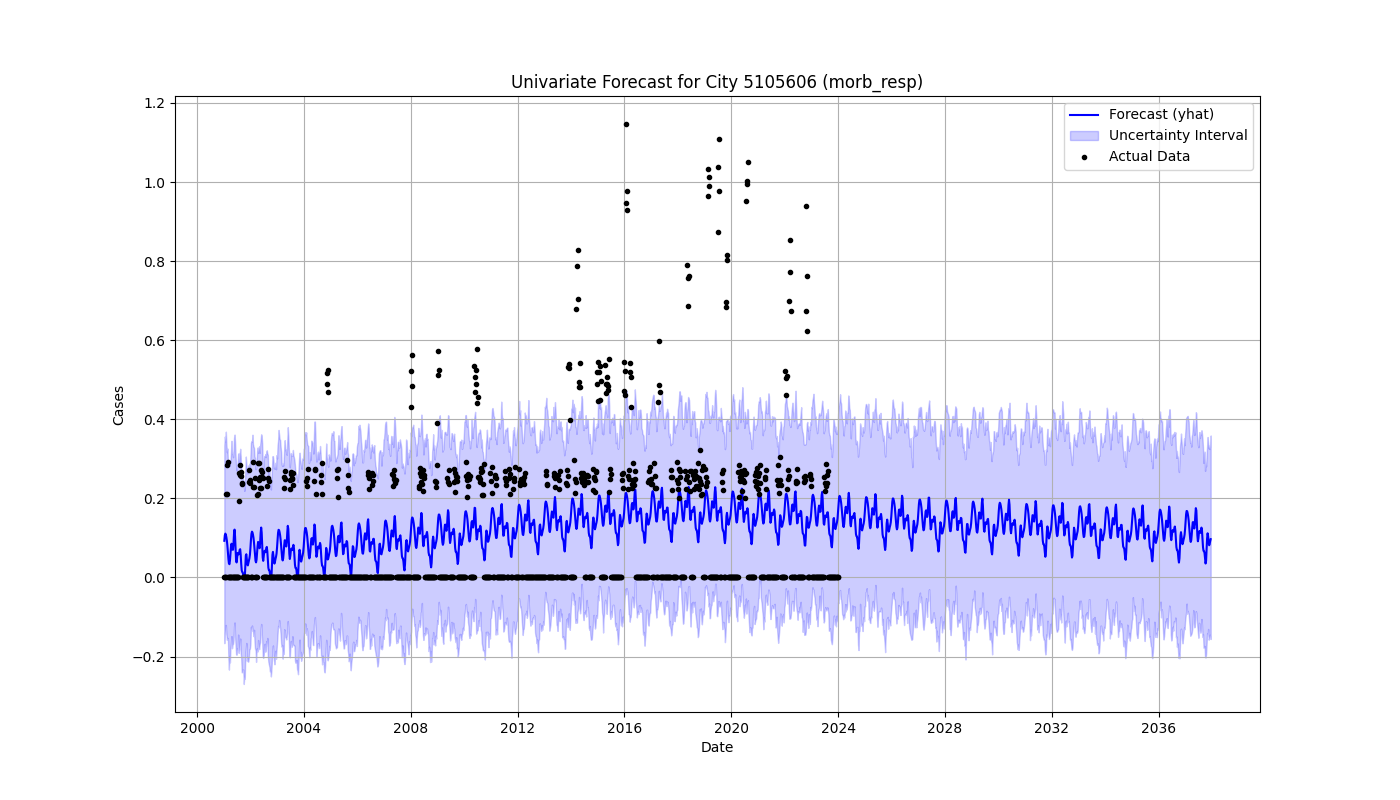 Univariate Forecast for City 5105606 (morb_resp)
Forecast (yhat)
Uncertainty Interval
Actual Data
Cases
1.2
1.0
0.8
0.6
0.4
0.2
0.0
−0.2
2000 2004 2008 2012 2016 2020 2024 2028 2032 2036
Date